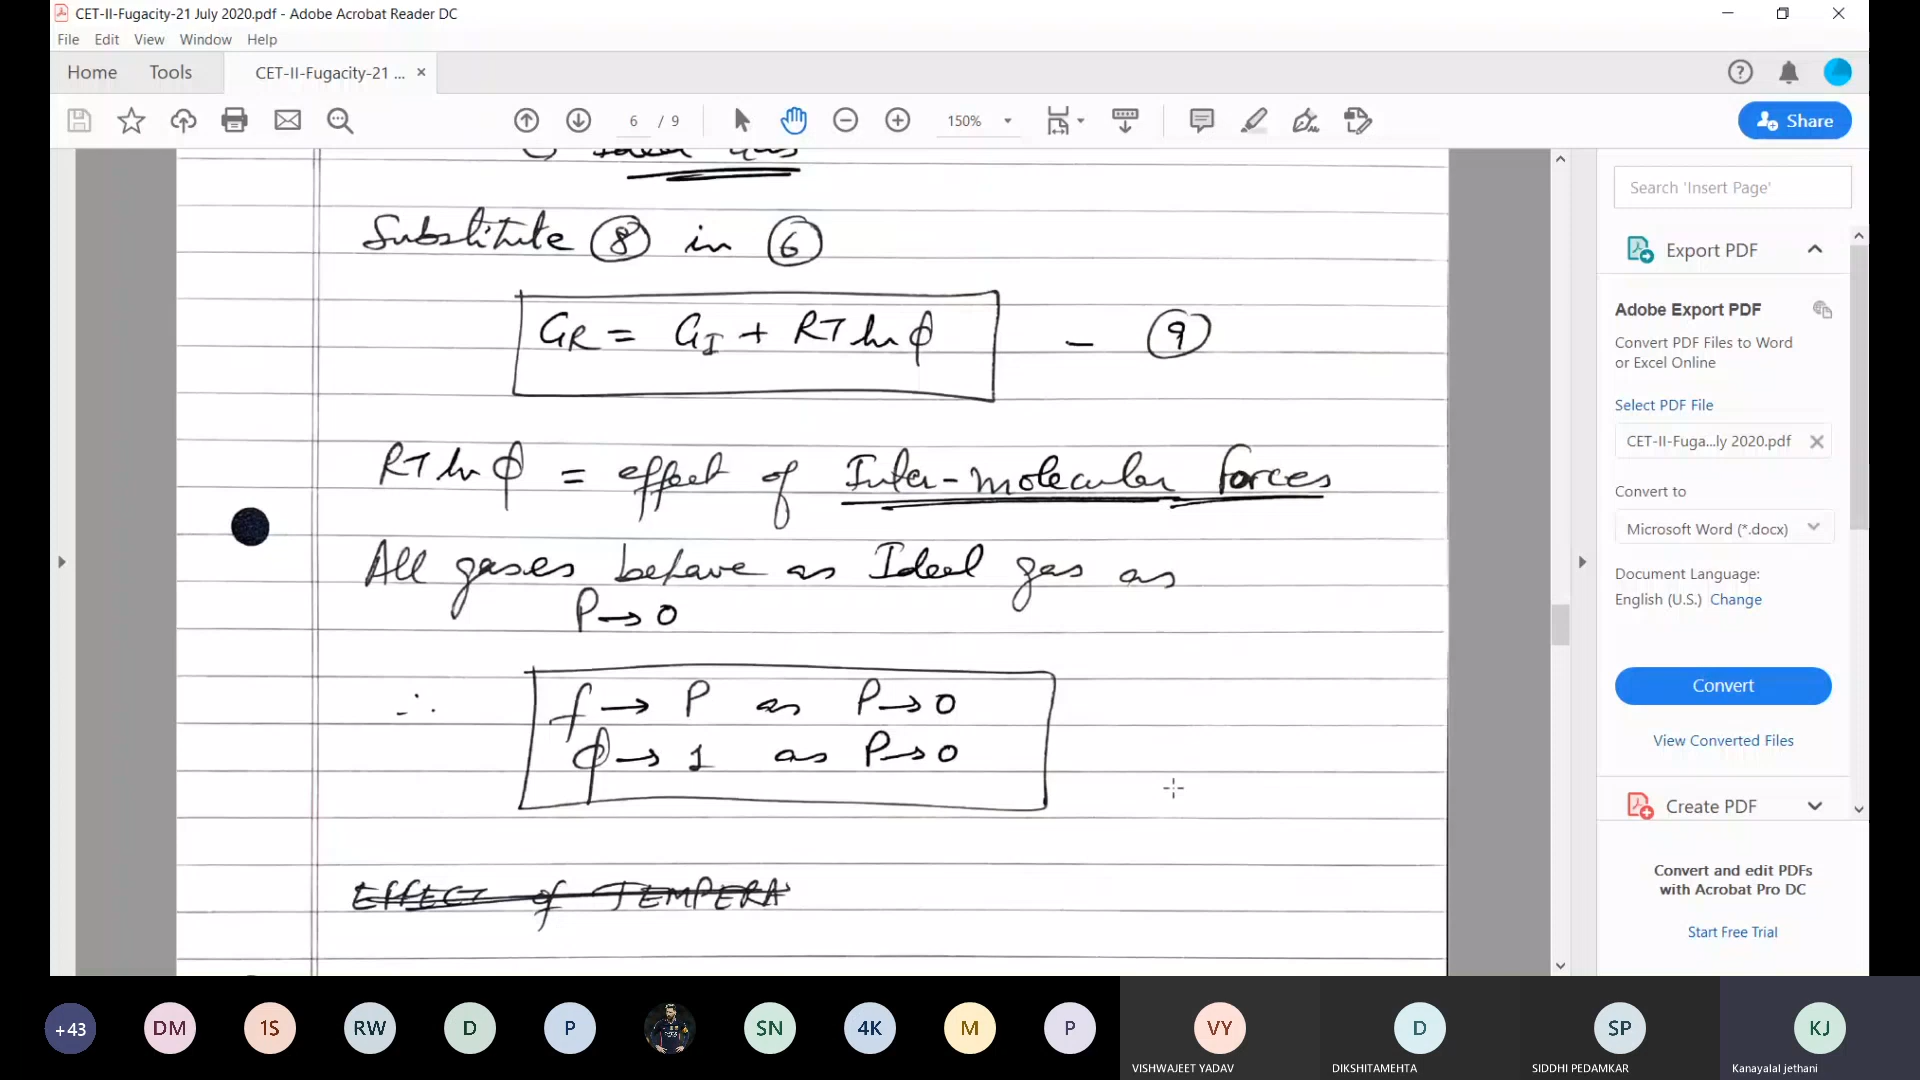 CET-II-Fugacity-21 July 2020.pdf - Adobe Acrobat Reader DC
File Edit View Window Help
Home Tools CET-II-Fugacity-21 ... ×
6 / 9 150% Share
Substitute ⑧ in ⑥
G_R = G_I + RT ln ϕ — ⑨
RT ln ϕ = effect of Inter-molecular forces
All gases behave as Ideal gas as
P → 0
∴ f → P as P → 0
ϕ → 1 as P → 0
EFFECT of TEMPERA
Search 'Insert Page'
Export PDF
Adobe Export PDF
Convert PDF Files to Word
or Excel Online
Select PDF File
CET-II-Fuga...ly 2020.pdf
Convert to
Microsoft Word (*.docx)
Document Language:
English (U.S.) Change
Convert
View Converted Files
Create PDF
Convert and edit PDFs
with Acrobat Pro DC
Start Free Trial
+43 DM 1S RW D P SN 4K M P VY D SP KJ
VISHWAJEET YADAV DIKSHITAMEHTA SIDDHI PEDAMKAR Kanayalal jethani